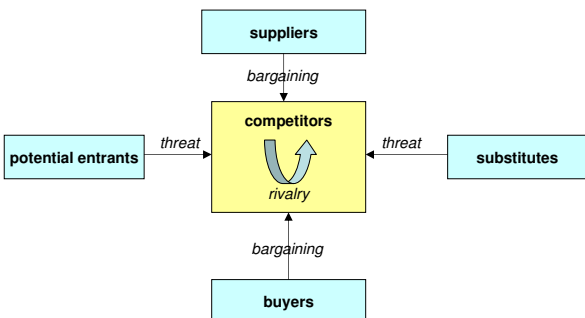 suppliers
bargaining
competitors
threat
threat
potential entrants
substitutes
rivalry
bargaining
buyers